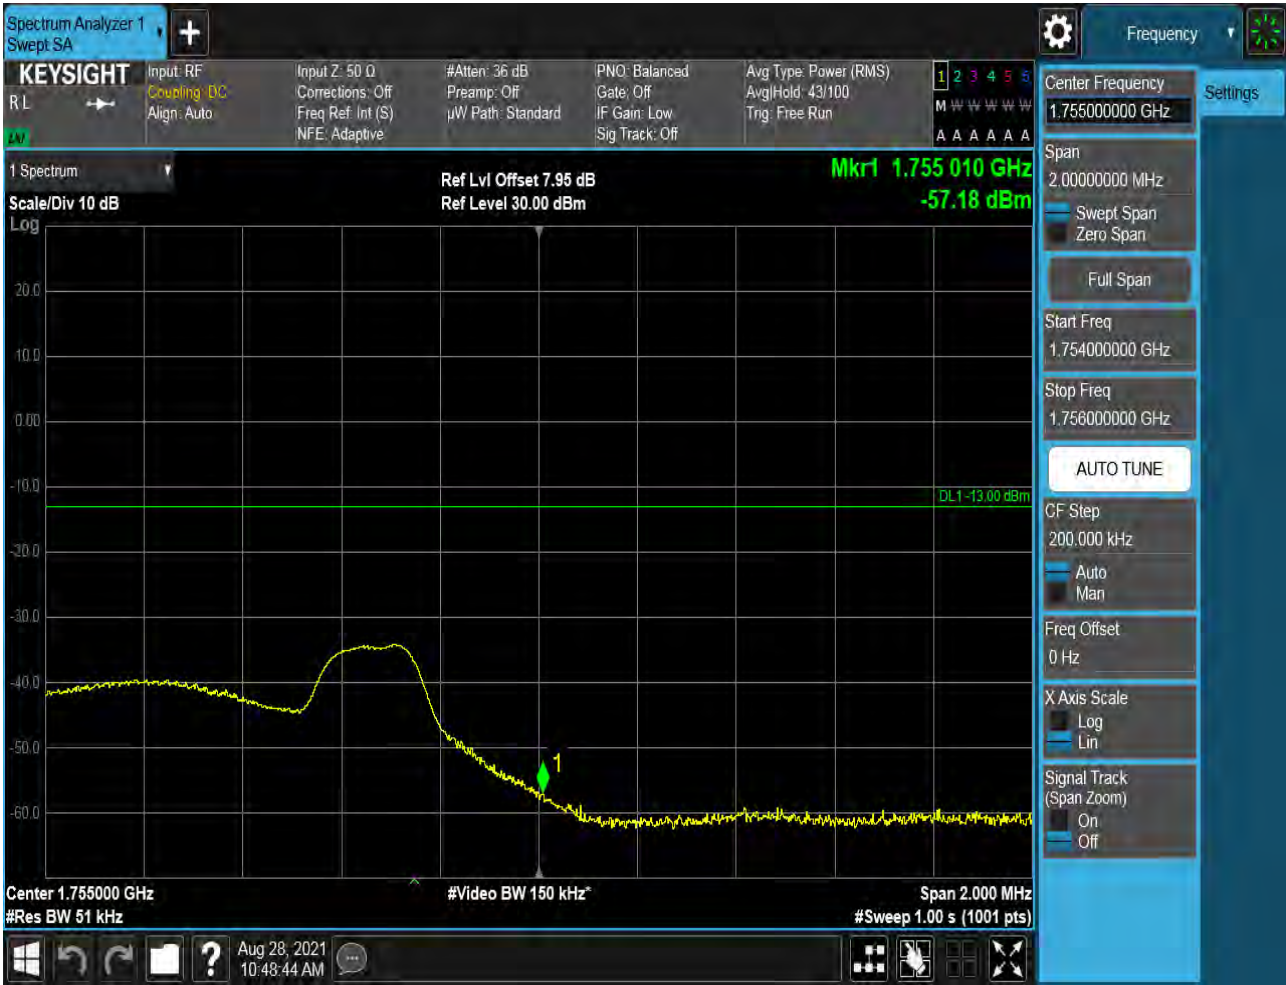 Spectrum Analyzer 1
Swept SA
Frequency
KEYSIGHT
R L
LXI
Input: RF
Coupling: DC
Align: Auto
Input Z: 50 Ω
Corrections: Off
Freq Ref: Int (S)
NFE: Adaptive
#Atten: 36 dB
Preamp: Off
µW Path: Standard
PNO: Balanced
Gate: Off
IF Gain: Low
Sig Track: Off
Avg Type: Power (RMS)
Avg|Hold: 43/100
Trig: Free Run
1 2 3 4 5 6
M W W W W W
A A A A A A
1 Spectrum
Scale/Div 10 dB
Log
Ref Lvl Offset 7.95 dB
Ref Level 30.00 dBm
Mkr1 1.755 010 GHz
-57.18 dBm
20.0
10.0
0.00
-10.0
DL1 -13.00 dBm
-20.0
-30.0
-40.0
-50.0
1
-60.0
Center 1.755000 GHz
#Res BW 51 kHz
#Video BW 150 kHz*
Span 2.000 MHz
#Sweep 1.00 s (1001 pts)
?
Aug 28, 2021
10:48:44 AM
Center Frequency
1.755000000 GHz
Settings
Span
2.00000000 MHz
Swept Span
Zero Span
Full Span
Start Freq
1.754000000 GHz
Stop Freq
1.756000000 GHz
AUTO TUNE
CF Step
200.000 kHz
Auto
Man
Freq Offset
0 Hz
X Axis Scale
Log
Lin
Signal Track
(Span Zoom)
On
Off